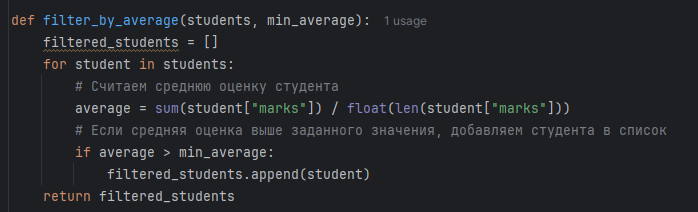 def filter_by_average(students, min_average): 1 usage
    filtered_students = []
    for student in students:
        # Считаем среднюю оценку студента
        average = sum(student["marks"]) / float(len(student["marks"]))
        # Если средняя оценка выше заданного значения, добавляем студента в список
        if average > min_average:
            filtered_students.append(student)
    return filtered_students